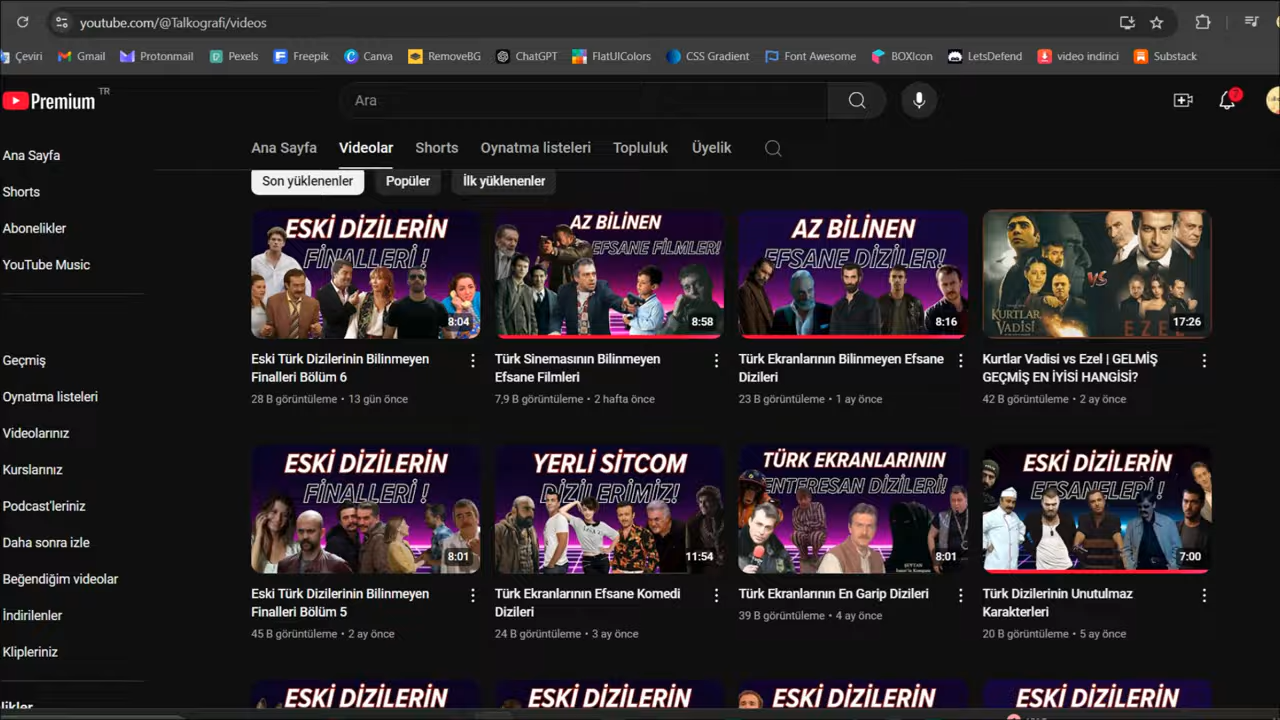 youtube.com/@Talkografi/videos
Çeviri Gmail Protonmail Pexels Freepik Canva RemoveBG ChatGPT FlatUIColors CSS Gradient Font Awesome BOXIcon LetsDefend video indirici Substack
Premium TR
Ara
7
Ana Sayfa Videolar Shorts Oynatma listeleri Topluluk Üyelik
Son yüklenenler Popüler İlk yüklenenler
Ana Sayfa
Shorts
Abonelikler
YouTube Music
Geçmiş
Oynatma listeleri
Videolarınız
Kurslarınız
Podcast'leriniz
Daha sonra izle
Beğendiğim videolar
İndirilenler
Klipleriniz
ESKİ DİZİLERİN
FİNALLERİ !
8:04
Eski Türk Dizilerinin Bilinmeyen
Finalleri Bölüm 6
28 B görüntüleme • 13 gün önce
AZ BİLİNEN
EFSANE FİLMLER!
8:58
Türk Sinemasının Bilinmeyen
Efsane Filmleri
7,9 B görüntüleme • 2 hafta önce
AZ BİLİNEN
EFSANE DİZİLER!
8:16
Türk Ekranlarının Bilinmeyen Efsane
Dizileri
23 B görüntüleme • 1 ay önce
VS
KURTLAR
VADİSİ
EZEL
17:26
Kurtlar Vadisi vs Ezel | GELMİŞ
GEÇMİŞ EN İYİSİ HANGİSİ?
42 B görüntüleme • 2 ay önce
ESKİ DİZİLERİN
FİNALLERİ !
8:01
Eski Türk Dizilerinin Bilinmeyen
Finalleri Bölüm 5
45 B görüntüleme • 2 ay önce
YERLİ SİTCOM
DİZİLERİMİZ!
11:54
Türk Ekranlarının Efsane Komedi
Dizileri
24 B görüntüleme • 3 ay önce
TÜRK EKRANLARININ
ENTERESAN DİZİLERİ!
8:01
Türk Ekranlarının En Garip Dizileri
39 B görüntüleme • 4 ay önce
ESKİ DİZİLERİN
EFSANELERİ !
7:00
Türk Dizilerinin Unutulmaz
Karakterleri
20 B görüntüleme • 5 ay önce
ESKİ DİZİLERİN
ESKİ DİZİLERİN
ESKİ DİZİLERİN
ESKİ DİZİLERİN